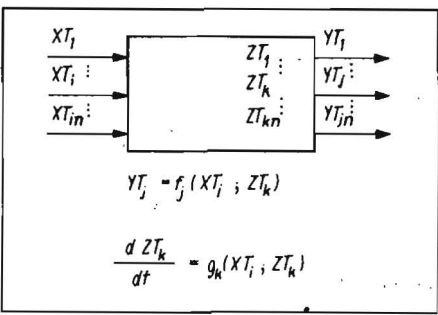 XT₁ ZT₁ YT₁
XTᵢ ⋮ ZTₖ YTⱼ ⋮
XTᵢₙ ⋮ ZTₖₙ YTⱼₙ
YTⱼ = fⱼ (XTᵢ ; ZTₖ)
d ZTₖ / dt = gₖ(XTᵢ ; ZTₖ)